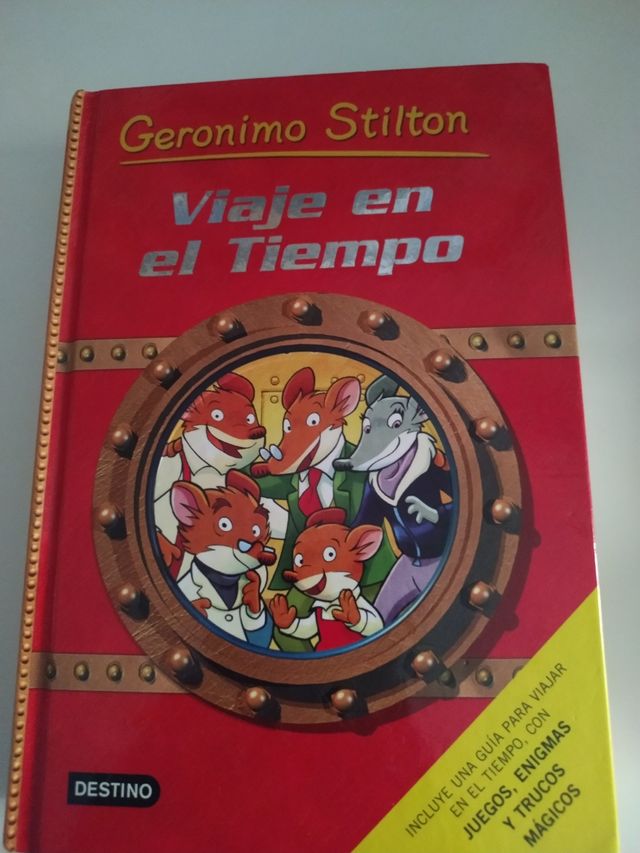 Geronimo Stilton
Viaje en
el Tiempo
INCLUYE UNA GUÍA PARA VIAJAR
EN EL TIEMPO, CON
JUEGOS, ENIGMAS
Y TRUCOS
MÁGICOS
DESTINO